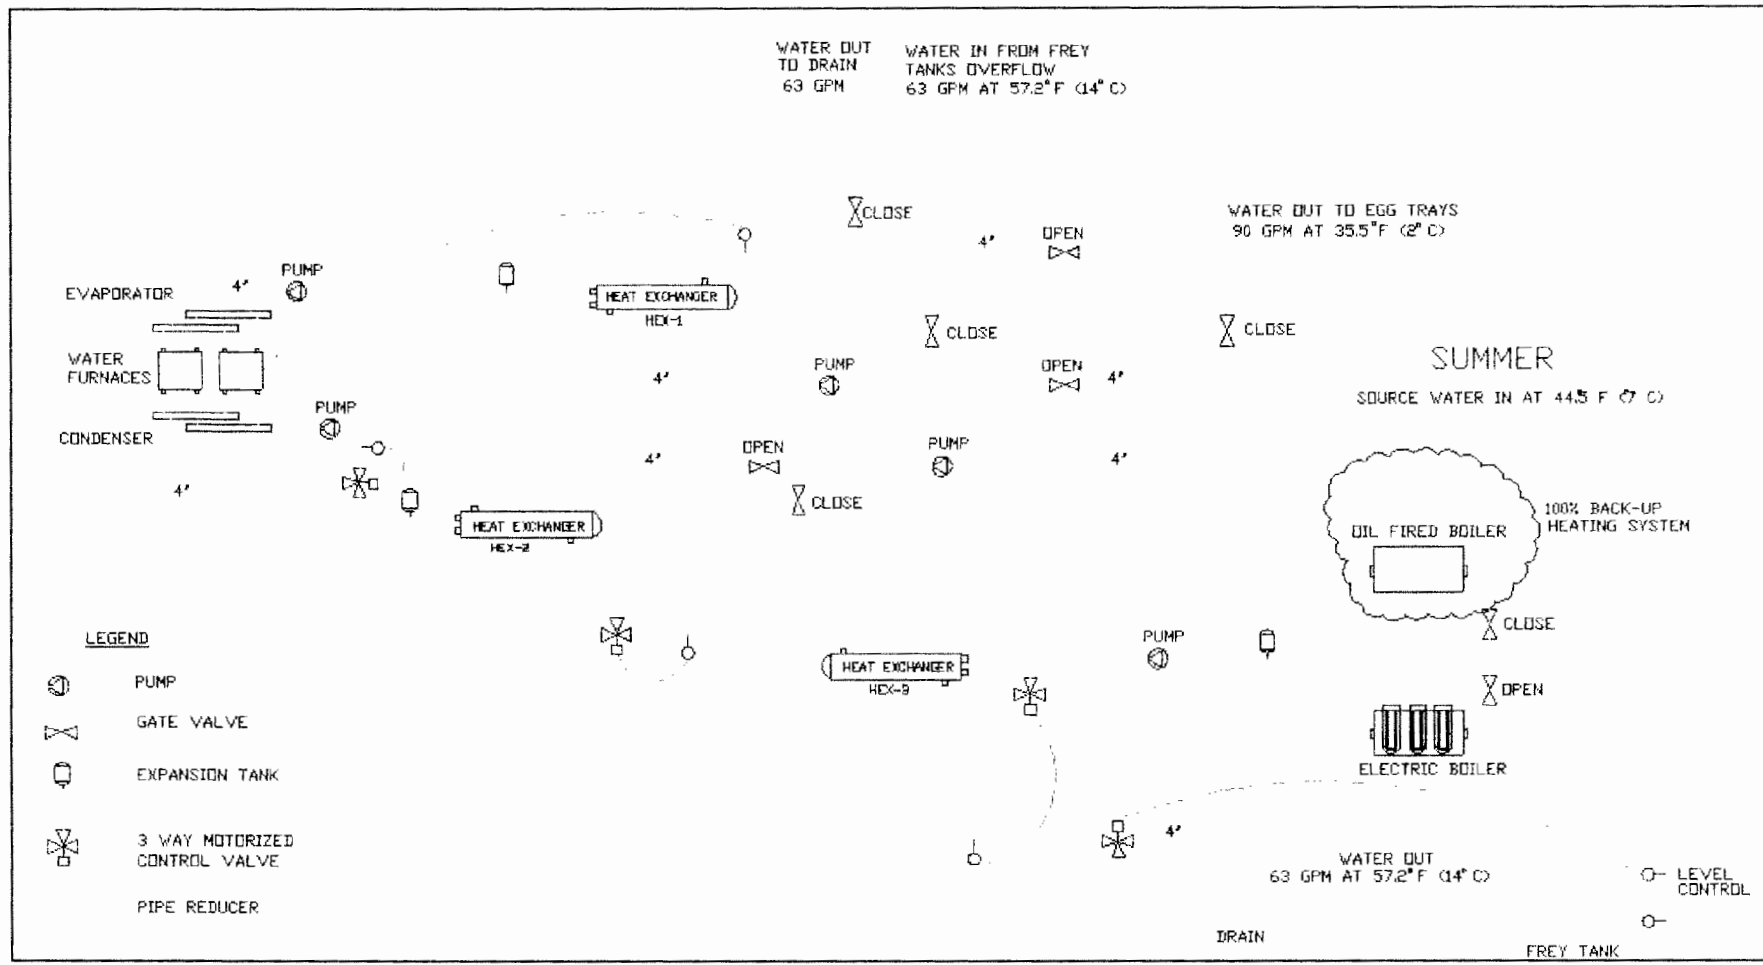 WATER OUT
TO DRAIN
63 GPM
WATER IN FROM FREY
TANKS OVERFLOW
63 GPM AT 57.2°F (14°C)
CLOSE
4"
OPEN
WATER OUT TO EGG TRAYS
90 GPM AT 35.5°F (2°C)
PUMP
4"
EVAPORATOR
HEAT EXCHANGER
HEX-1
CLOSE
CLOSE
WATER
FURNACES
4"
PUMP
OPEN
4"
SUMMER
SOURCE WATER IN AT 44.5 F (7 C)
PUMP
CONDENSER
4"
4"
OPEN
PUMP
4"
CLOSE
HEAT EXCHANGER
HEX-2
100% BACK-UP
HEATING SYSTEM
OIL FIRED BOILER
CLOSE
LEGEND
PUMP
GATE VALVE
EXPANSION TANK
3 WAY MOTORIZED
CONTROL VALVE
PIPE REDUCER
HEAT EXCHANGER
HEX-3
PUMP
OPEN
ELECTRIC BOILER
4"
WATER OUT
63 GPM AT 57.2°F (14°C)
LEVEL
CONTROL
DRAIN
FREY TANK